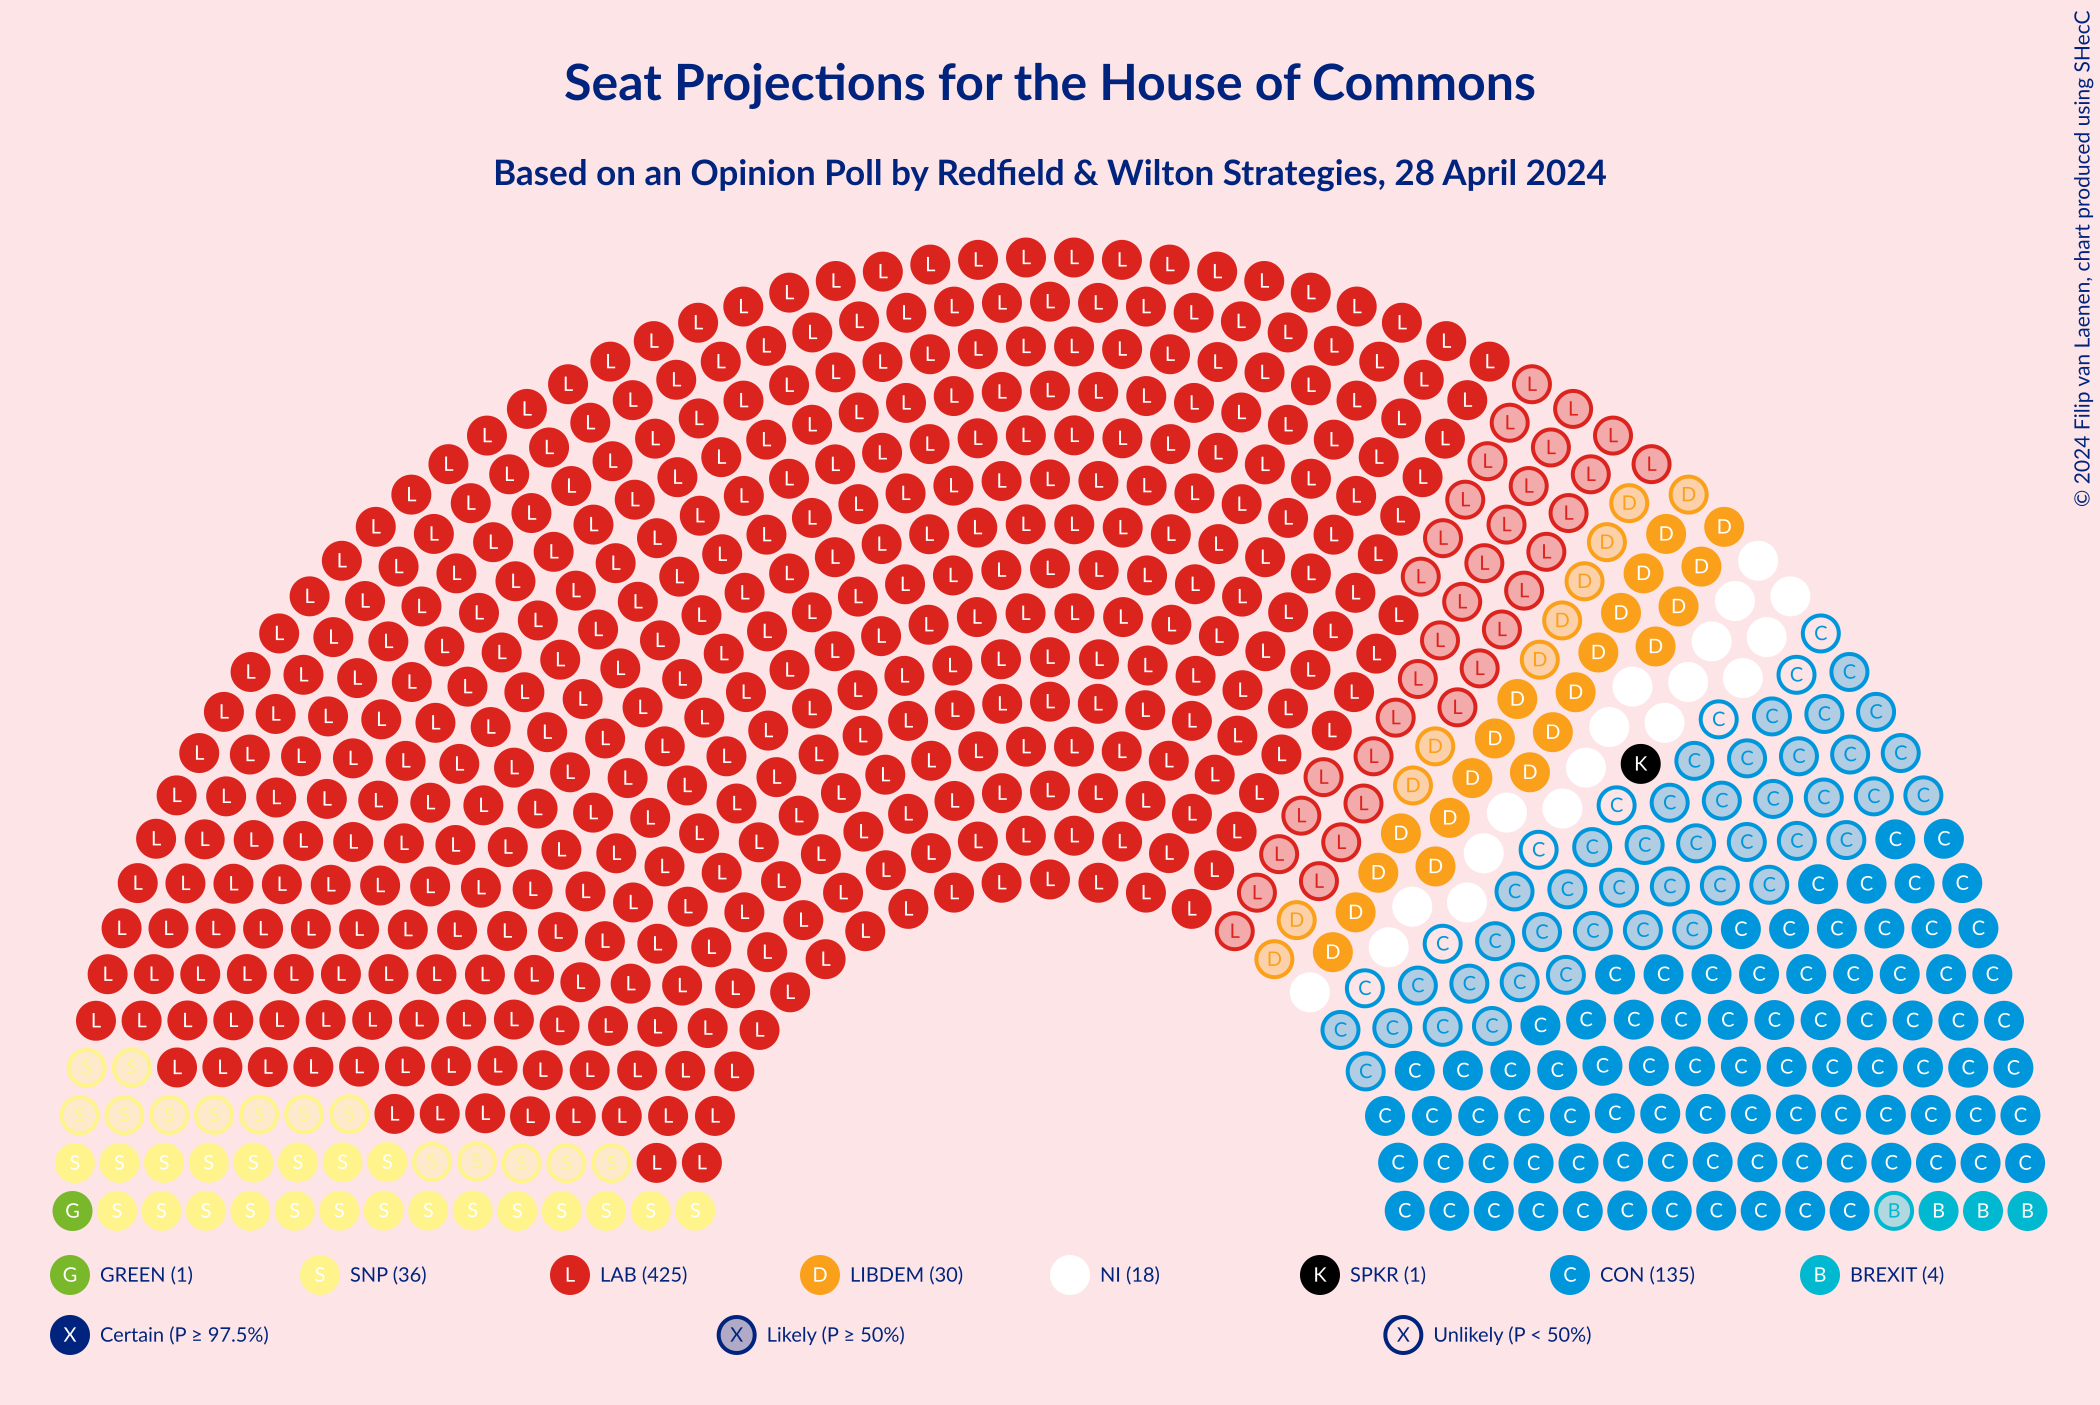 Seat Projections for the House of Commons
Based on an Opinion Poll by Redfield & Wilton Strategies, 28 April 2024
© 2024 Filip van Laenen, chart produced using SHecC
G GREEN (1) S SNP (36) L LAB (425) D LIBDEM (30) NI (18) K SPKR (1) C CON (135) B BREXIT (4)
X Certain (P ≥ 97.5%) X Likely (P ≥ 50%) X Unlikely (P < 50%)